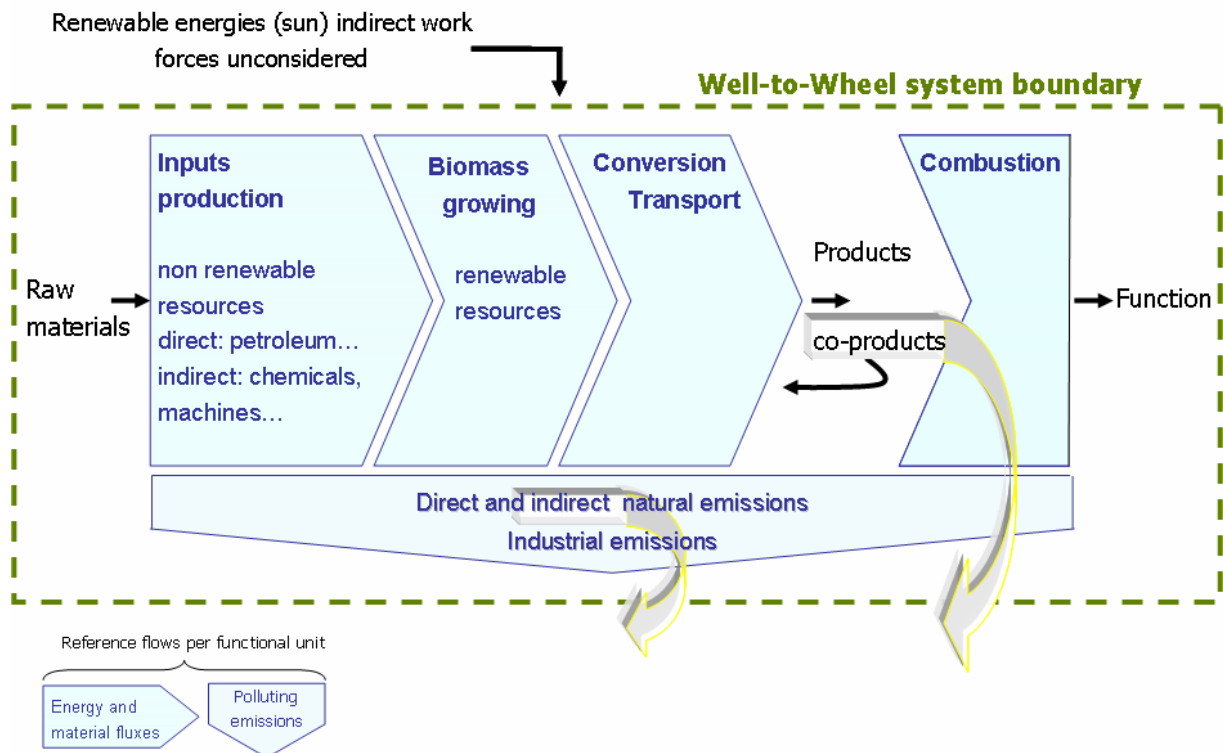 Renewable energies (sun) indirect work
forces unconsidered
Well-to-Wheel system boundary
Inputs
production
non renewable
resources
direct: petroleum…
indirect: chemicals,
machines…
Biomass
growing
renewable
resources
Conversion
Transport
Combustion
Raw
materials
Products
co-products
Function
Direct and indirect natural emissions
Industrial emissions
Reference flows per functional unit
Energy and
material fluxes
Polluting
emissions